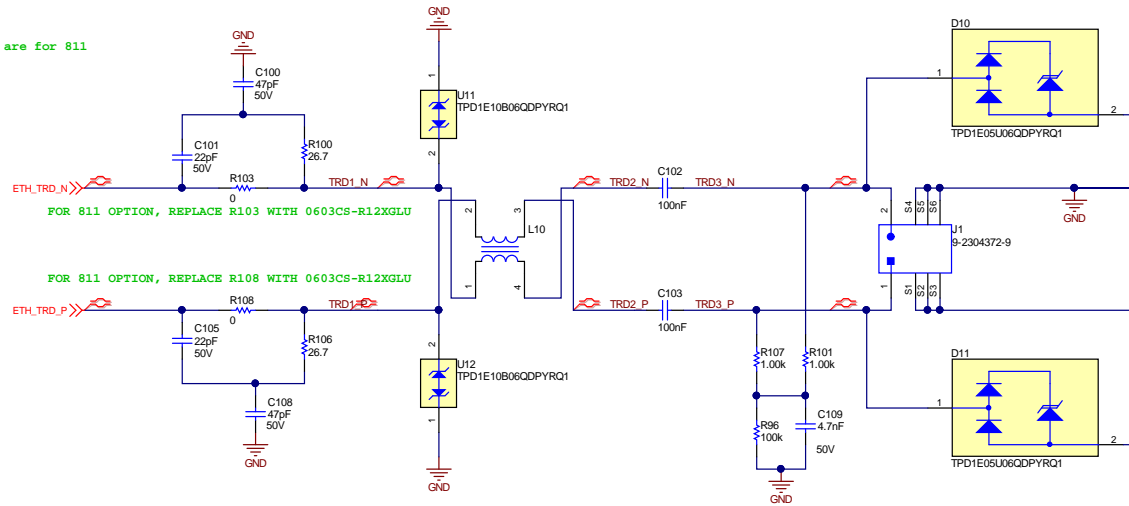 GND
D10
are for 811
GND
C100
47pF
50V
1
U11
TPD1E10B06QDPYRQ1
2
1
2
TPD1E05U06QDPYRQ1
C101
22pF
50V
R100
26.7
R103
0
ETH_TRD_N
TRD1_N
TRD2_N
C102
100nF
TRD3_N
FOR 811 OPTION, REPLACE R103 WITH 0603CS-R12XGLU
2
3
L10
1
4
GND
2
S4
S5
S6
J1
9-2304372-9
1
S1
S2
S3
FOR 811 OPTION, REPLACE R108 WITH 0603CS-R12XGLU
ETH_TRD_P
R108
0
TRD1_P
TRD2_P
C103
100nF
TRD3_P
C105
22pF
50V
R106
26.7
2
U12
TPD1E10B06QDPYRQ1
1
R107
1.00k
R101
1.00k
D11
1
2
TPD1E05U06QDPYRQ1
C108
47pF
50V
GND
R96
100k
C109
4.7nF
50V
GND
GND